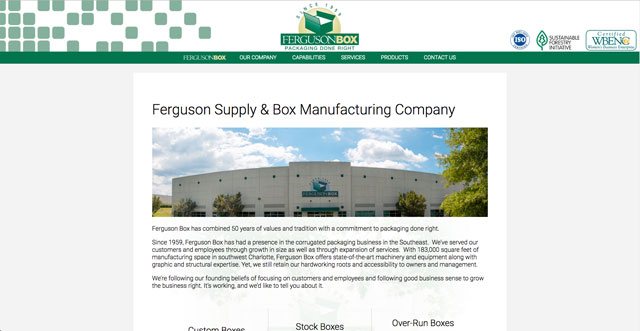 SINCE 1959
FERGUSONBOX
PACKAGING DONE RIGHT
ISO
SUSTAINABLE
FORESTRY
INITIATIVE
Certified
WBENC
Women's Business Enterprise
FERGUSONBOX OUR COMPANY CAPABILITIES SERVICES PRODUCTS CONTACT US
Ferguson Supply & Box Manufacturing Company
FERGUSONBOX
Ferguson Box has combined 50 years of values and tradition with a commitment to packaging done right.
Since 1959, Ferguson Box has had a presence in the corrugated packaging business in the Southeast. We've served our
customers and employees through growth in size as well as through expansion of services. With 183,000 square feet of
manufacturing space in southwest Charlotte, Ferguson Box offers state-of-the-art machinery and equipment along with
graphic and structural expertise. Yet, we still retain our hardworking roots and accessibility to owners and management.
We're following our founding beliefs of focusing on customers and employees and following good business sense to grow
the business right. It's working, and we'd like to tell you about it.
Custom Boxes
Stock Boxes
Over-Run Boxes